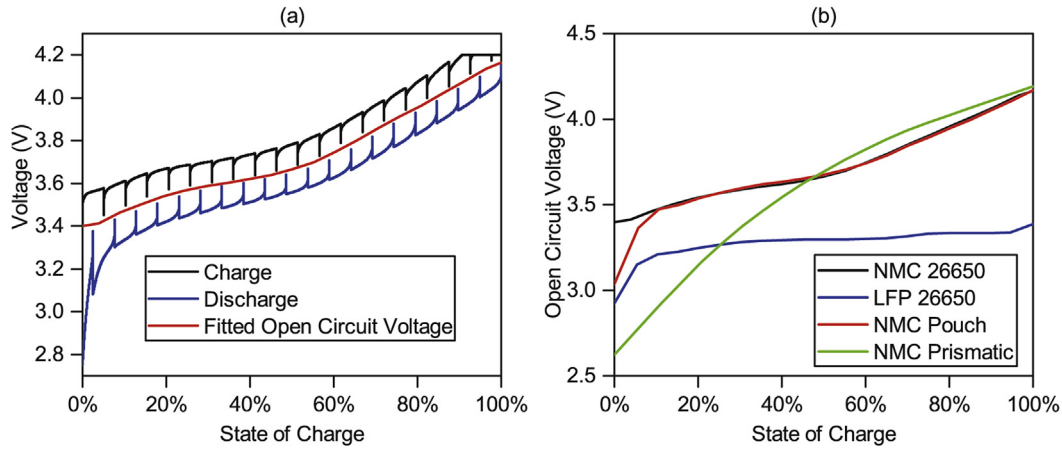 (a)
4.2
4.0
3.8
3.6
3.4
3.2
3.0
2.8
Voltage (V)
Charge
Discharge
Fitted Open Circuit Voltage
0% 20% 40% 60% 80% 100%
State of Charge
(b)
4.5
4.0
3.5
3.0
2.5
Open Circuit Voltage (V)
NMC 26650
LFP 26650
NMC Pouch
NMC Prismatic
0% 20% 40% 60% 80% 100%
State of Charge